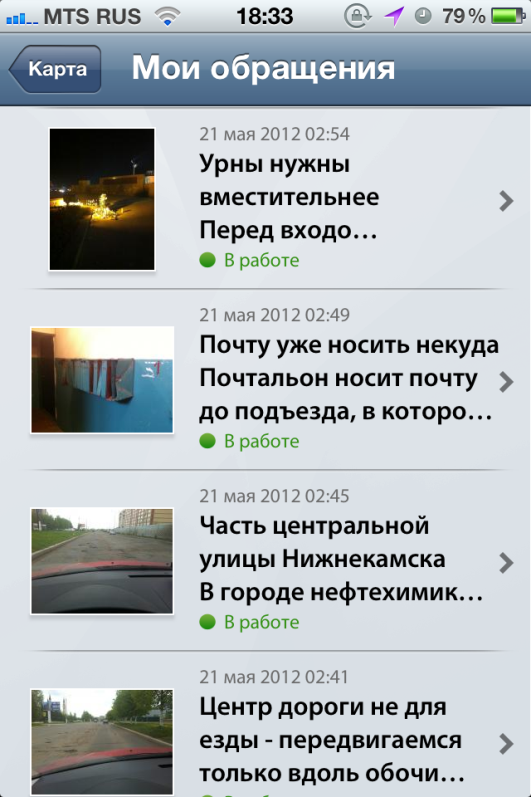 MTS RUS 18:33 79%
Карта Мои обращения
21 мая 2012 02:54
Урны нужны
вместительнее
Перед входо...
В работе
21 мая 2012 02:49
Почту уже носить некуда
Почтальон носит почту
до подъезда, в которо...
В работе
21 мая 2012 02:45
Часть центральной
улицы Нижнекамска
В городе нефтехимик...
В работе
21 мая 2012 02:41
Центр дороги не для
езды - передвигаемся
только вдоль обочи...